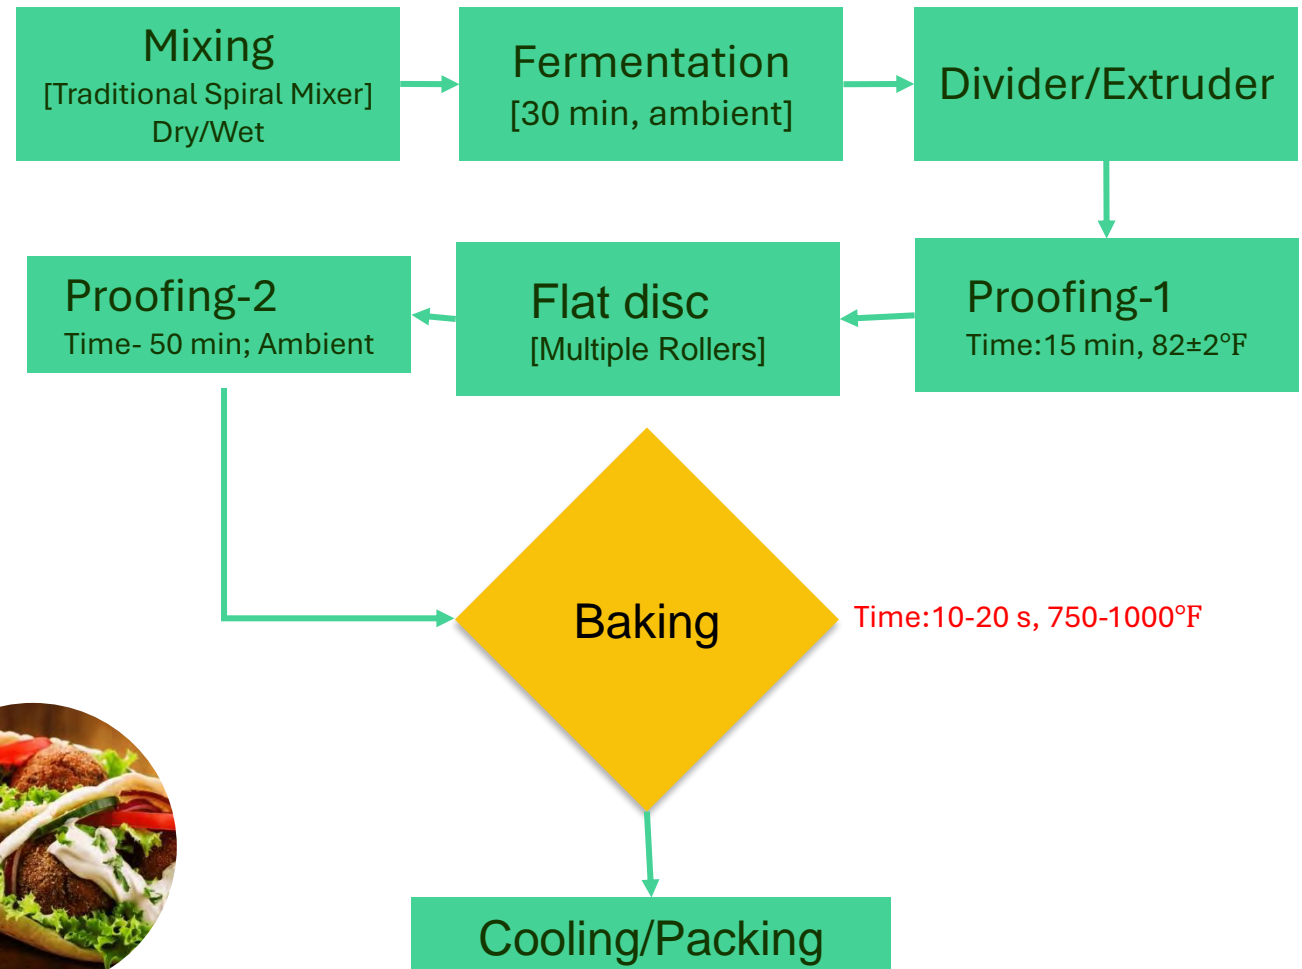 Mixing
[Traditional Spiral Mixer]
Dry/Wet
Fermentation
[30 min, ambient]
Divider/Extruder
Proofing-1
Time:15 min, 82±2°F
Flat disc
[Multiple Rollers]
Proofing-2
Time- 50 min; Ambient
Baking
Time:10-20 s, 750-1000°F
Cooling/Packing